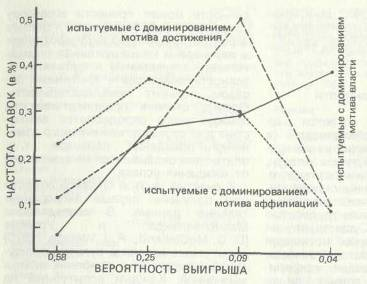 ЧАСТОТА СТАВОК (в %)
0,5
0,4
0,3
0,2
0,1
испытуемые с доминированием
мотива достижения
испытуемые с доминированием
мотива власти
испытуемые с доминированием
мотива аффилиации
0,58
0,25
0,09
0,04
ВЕРОЯТНОСТЬ ВЫИГРЫША